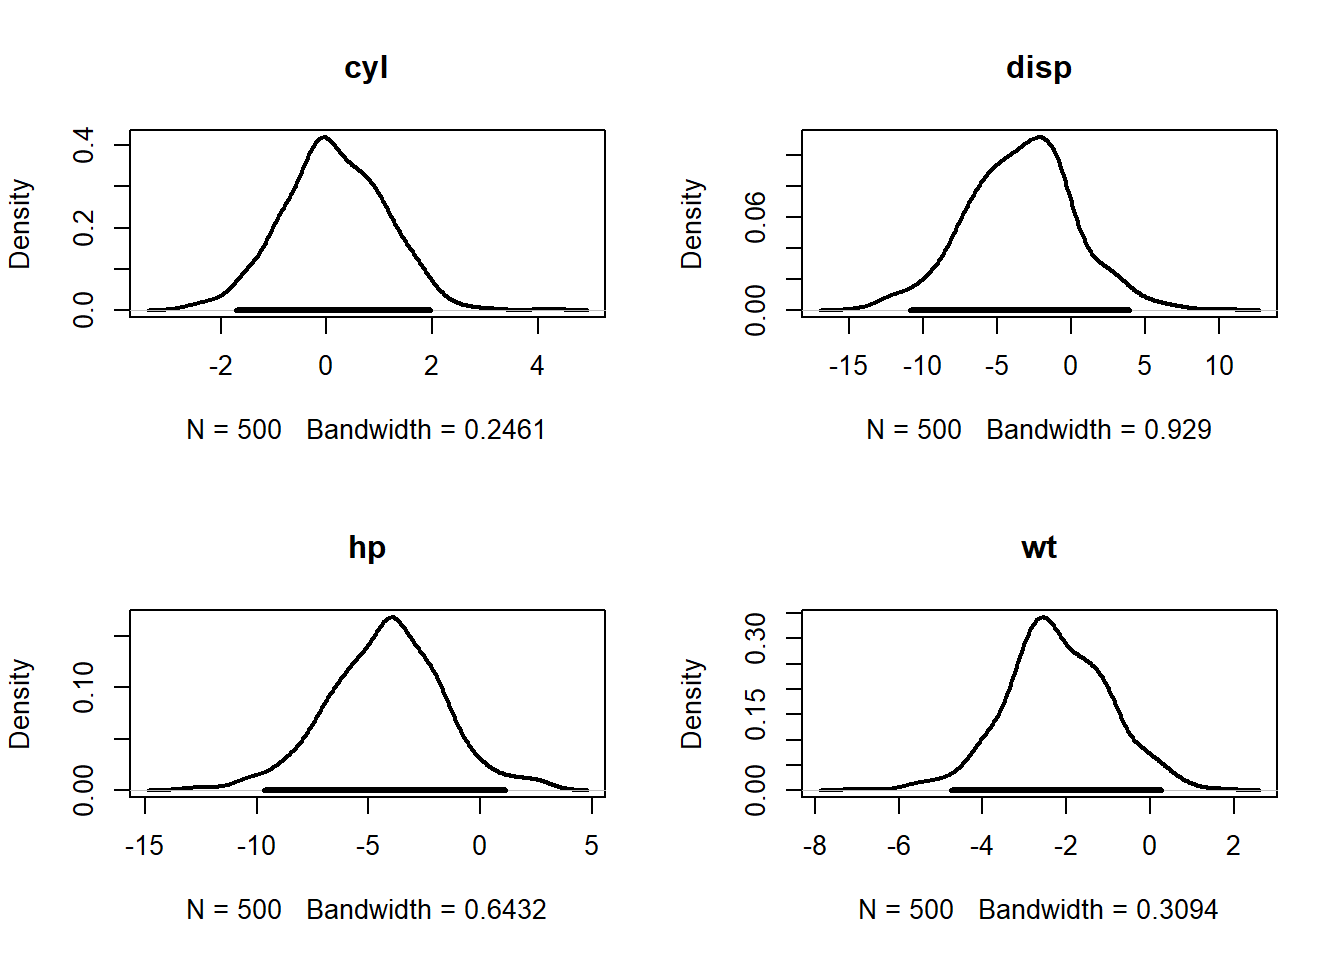 cyl
Density
0.0 0.2 0.4
-2 0 2 4
N = 500 Bandwidth = 0.2461
disp
Density
0.00 0.06
-15 -10 -5 0 5 10
N = 500 Bandwidth = 0.929
hp
Density
0.00 0.10
-15 -10 -5 0 5
N = 500 Bandwidth = 0.6432
wt
Density
0.00 0.15 0.30
-8 -6 -4 -2 0 2
N = 500 Bandwidth = 0.3094